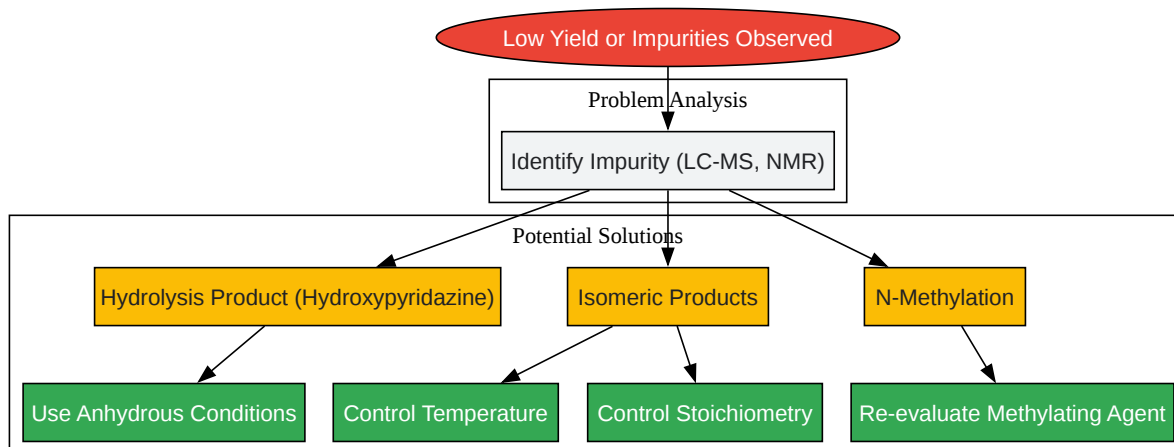 Low Yield or Impurities Observed
Problem Analysis
Identify Impurity (LC-MS, NMR)
Potential Solutions
Hydrolysis Product (Hydroxypyridazine)
Isomeric Products
N-Methylation
Use Anhydrous Conditions
Control Temperature
Control Stoichiometry
Re-evaluate Methylating Agent